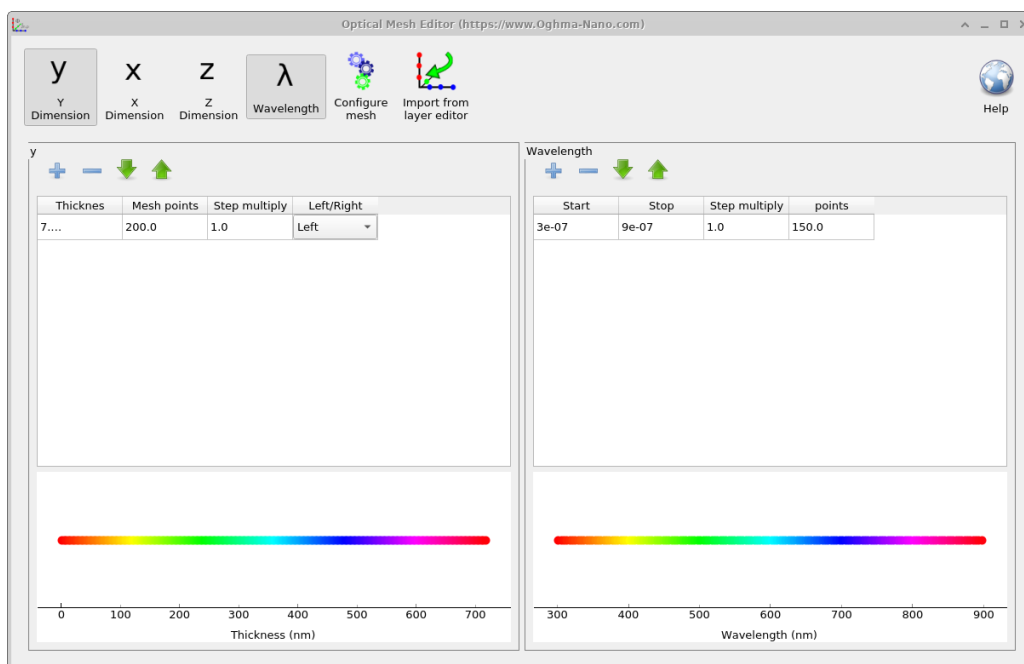 Optical Mesh Editor (https://www.Oghma-Nano.com)
y x z λ
Y Dimension
X Dimension
Z Dimension
Wavelength
Configure mesh
Import from layer editor
Help
y
Thicknes Mesh points Step multiply Left/Right
7.... 200.0 1.0 Left
0 100 200 300 400 500 600 700
Thickness (nm)
Wavelength
Start Stop Step multiply points
3e-07 9e-07 1.0 150.0
300 400 500 600 700 800 900
Wavelength (nm)